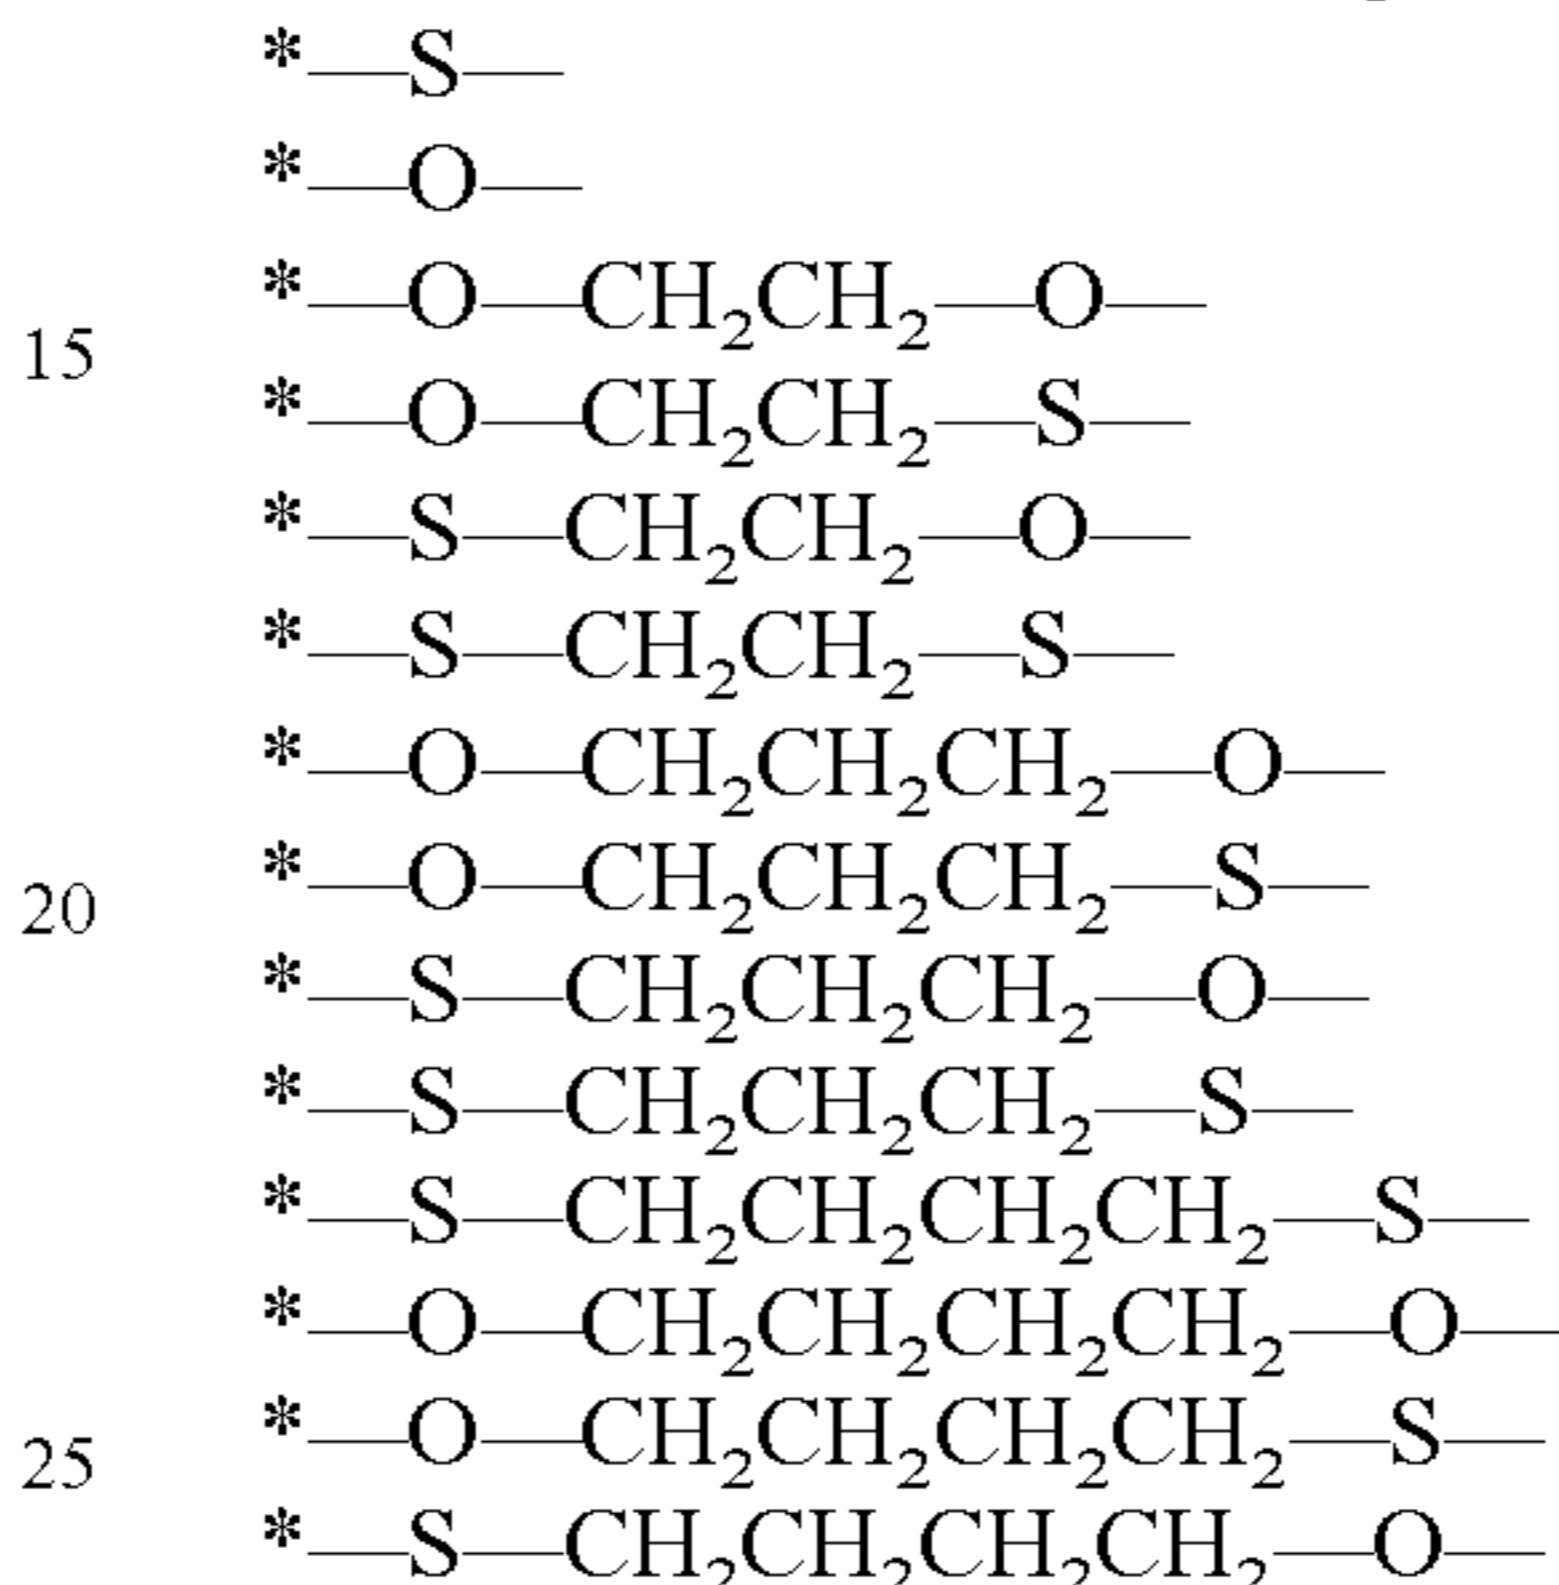 *—S—
*—O—
*—O—CH₂CH₂—O—
15
*—O—CH₂CH₂—S—
*—S—CH₂CH₂—O—
*—S—CH₂CH₂—S—
*—O—CH₂CH₂CH₂—O—
*—O—CH₂CH₂CH₂—S—
20
*—S—CH₂CH₂CH₂—O—
*—S—CH₂CH₂CH₂—S—
*—S—CH₂CH₂CH₂CH₂—S—
*—O—CH₂CH₂CH₂CH₂—O—
*—O—CH₂CH₂CH₂CH₂—S—
25
*—S—CH₂CH₂CH₂CH₂—O—